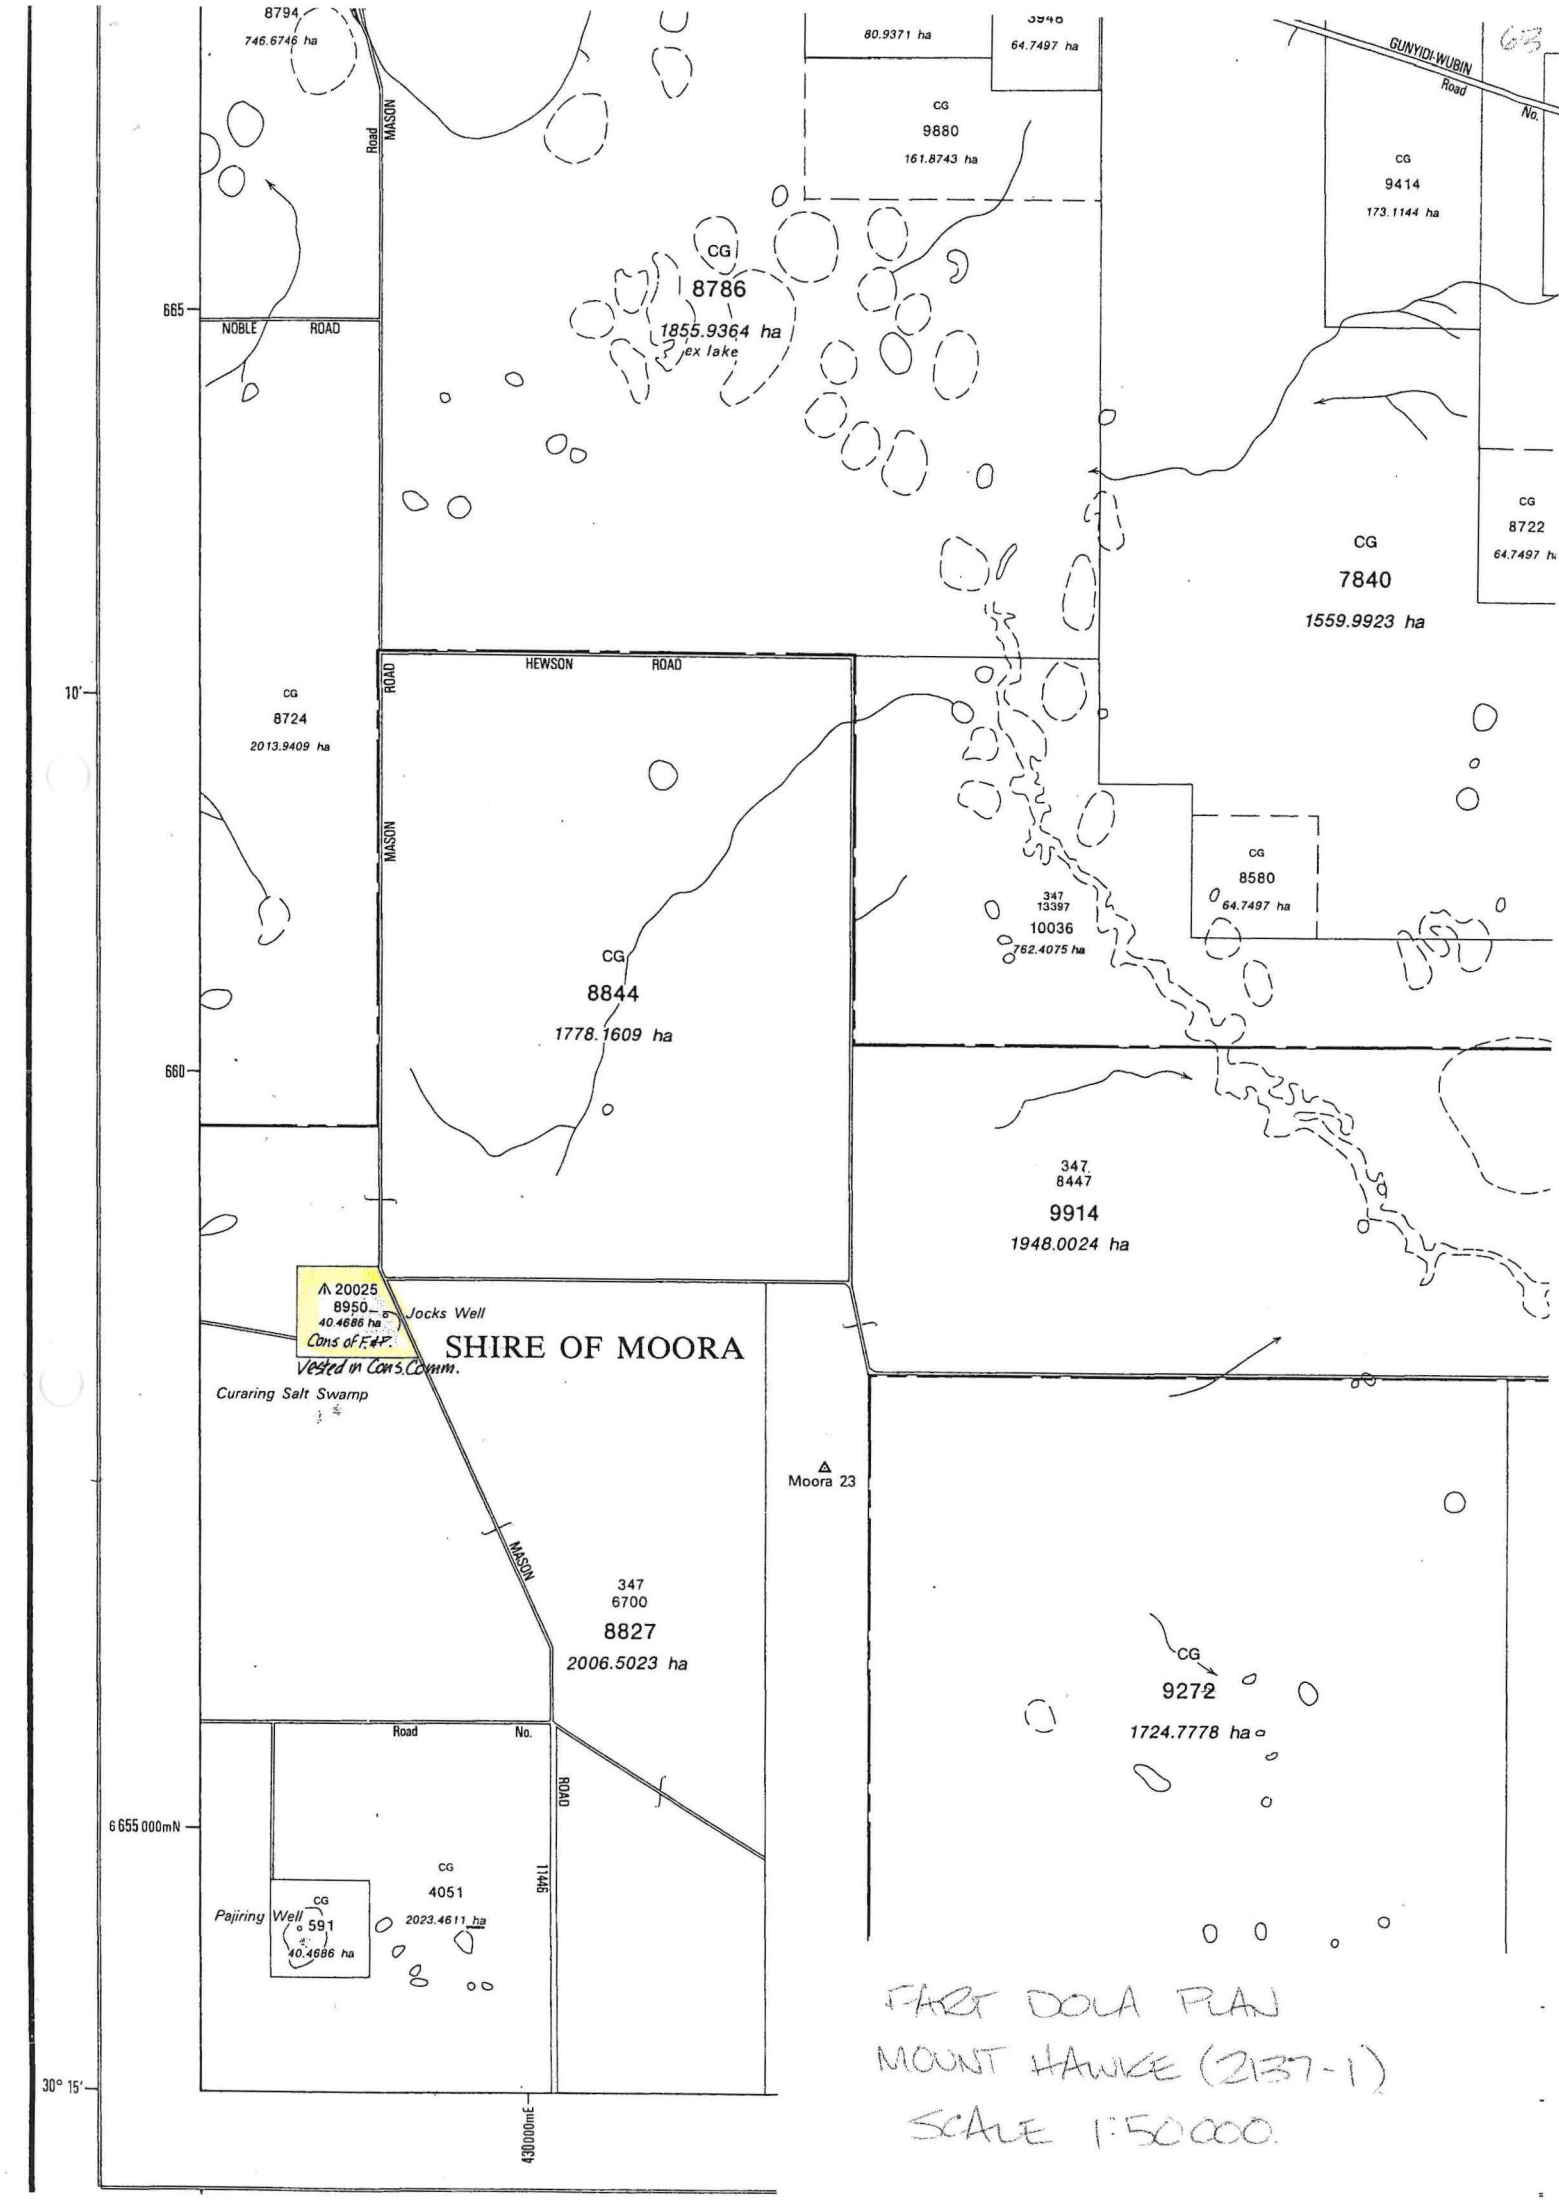 8794
746.6746 ha
80.9371 ha
3946
64.7497 ha
63
GUNYIDI-WUBIN
Road
No.
Road
MASON
CG
9880
161.8743 ha
CG
9414
173.1144 ha
CG
8786
1855.9364 ha
ex lake
665
NOBLE ROAD
CG
8722
64.7497 h
CG
7840
1559.9923 ha
HEWSON ROAD
ROAD
10'
CG
8724
2013.9409 ha
MASON
CG
8580
64.7497 ha
347
13397
10036
762.4075 ha
CG
8844
1778.1609 ha
660
347
8447
9914
1948.0024 ha
20025
8950
40.4686 ha
Cons of F.&F.
Vested in Cons.Comm.
Jocks Well
SHIRE OF MOORA
Curaring Salt Swamp
Moora 23
MASON
347
6700
8827
2006.5023 ha
CG
9272
1724.7778 ha
Road No.
ROAD
6 655 000mN
11446
CG
4051
2023.4611 ha
Pajiring Well
CG
591
40.4686 ha
PART DOLA PLAN
MOUNT HAWKE (2137-1)
SCALE 1:50000.
30° 15'
430000mE